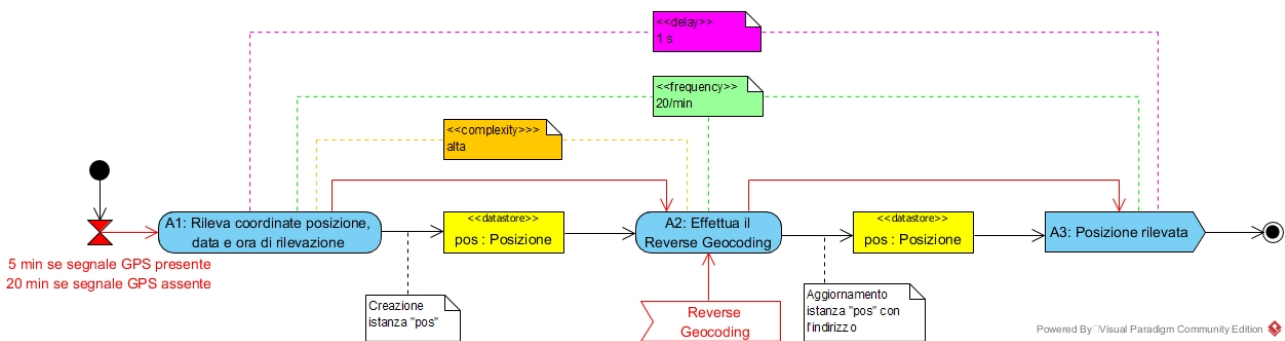 <<delay>>
1 s
<<frequency>>
20/min
<<complexity>>>
alta
A1: Rileva coordinate posizione,
data e ora di rilevazione
<<datastore>>
pos : Posizione
A2: Effettua il
Reverse Geocoding
<<datastore>>
pos : Posizione
A3: Posizione rilevata
5 min se segnale GPS presente
20 min se segnale GPS assente
Creazione
istanza "pos"
Reverse
Geocoding
Aggiornamento
istanza "pos" con
l'indirizzo
Powered By Visual Paradigm Community Edition